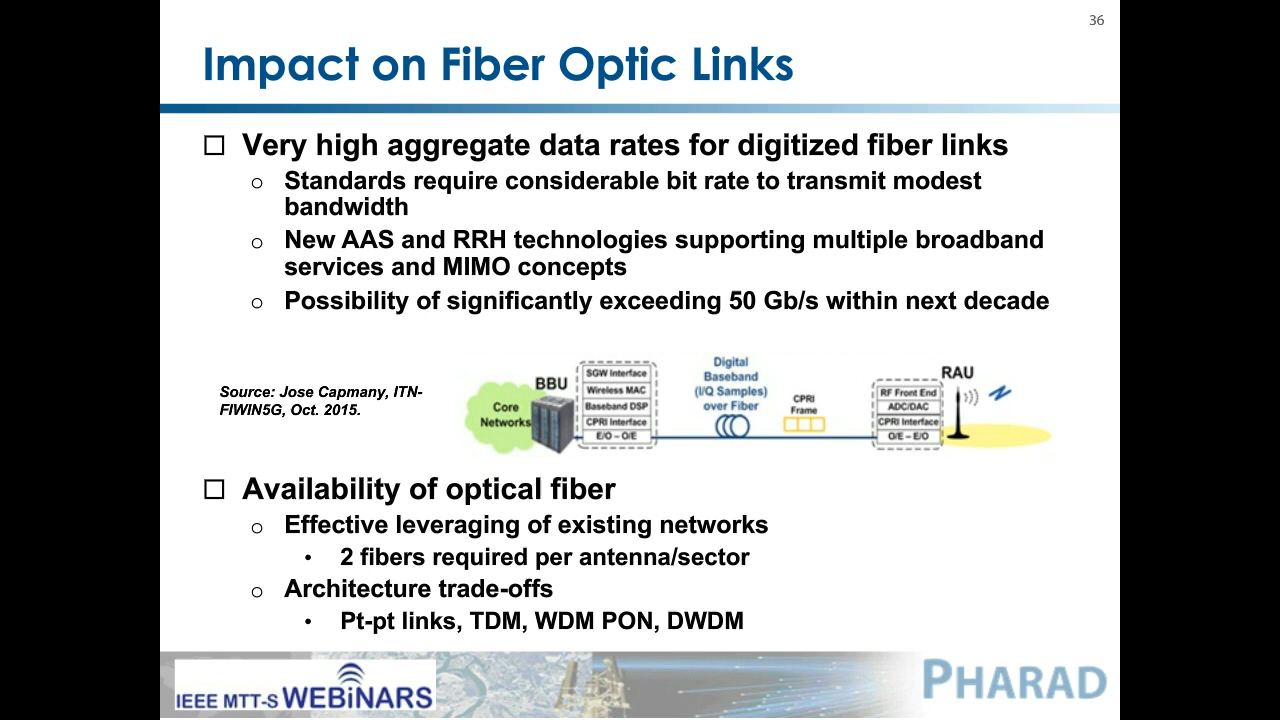 36
Impact on Fiber Optic Links
Very high aggregate data rates for digitized fiber links
Standards require considerable bit rate to transmit modest
bandwidth
New AAS and RRH technologies supporting multiple broadband
services and MIMO concepts
Possibility of significantly exceeding 50 Gb/s within next decade
Source: Jose Capmany, ITN-
FIWIN5G, Oct. 2015.
Core
Networks
BBU
SGW Interface
Wireless MAC
Baseband DSP
CPRI Interface
E/O – O/E
Digital
Baseband
(I/Q Samples)
over Fiber
CPRI
Frame
RAU
RF Front End
ADC/DAC
CPRI Interface
O/E – E/O
Availability of optical fiber
Effective leveraging of existing networks
• 2 fibers required per antenna/sector
Architecture trade-offs
• Pt-pt links, TDM, WDM PON, DWDM
IEEE MTT-S WEBiNARS
PHARAD